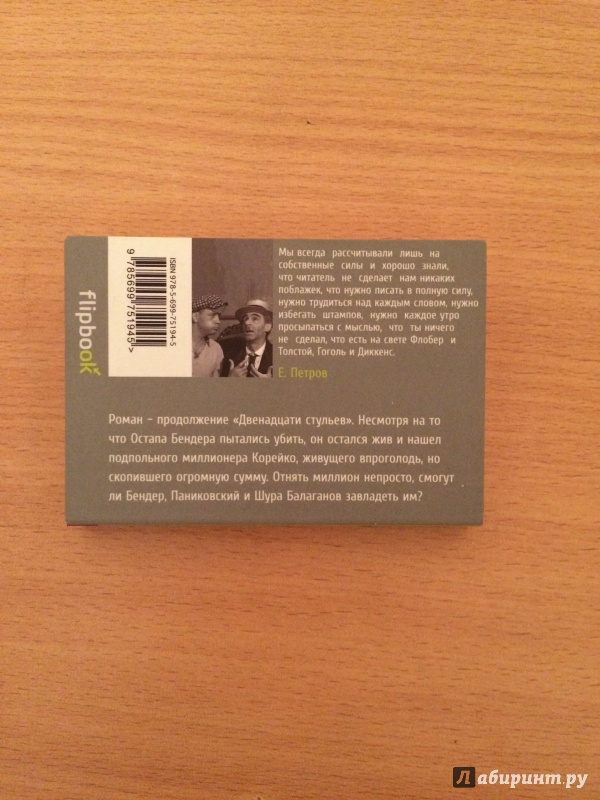 Мы всегда рассчитывали лишь на
собственные силы и хорошо знали,
что читатель не сделает нам никаких
поблажек, что нужно писать в полную силу,
нужно трудиться над каждым словом, нужно
избегать штампов, нужно каждое утро
просыпаться с мыслью, что ты ничего
не сделал, что есть на свете Флобер и
Толстой, Гоголь и Диккенс.
Е. Петров
ISBN 978-5-699-75194-5
9 785699 751945 >
flipbook
Роман – продолжение «Двенадцати стульев». Несмотря на то
что Остапа Бендера пытались убить, он остался жив и нашел
подпольного миллионера Корейко, живущего впроголодь, но
скопившего огромную сумму. Отнять миллион непросто, смогут
ли Бендер, Паниковский и Шура Балаганов завладеть им?
Лабиринт.ру